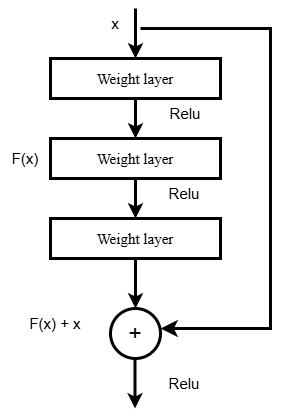 x
Weight layer
Relu
F(x)
Weight layer
Relu
Weight layer
F(x) + x
+
Relu